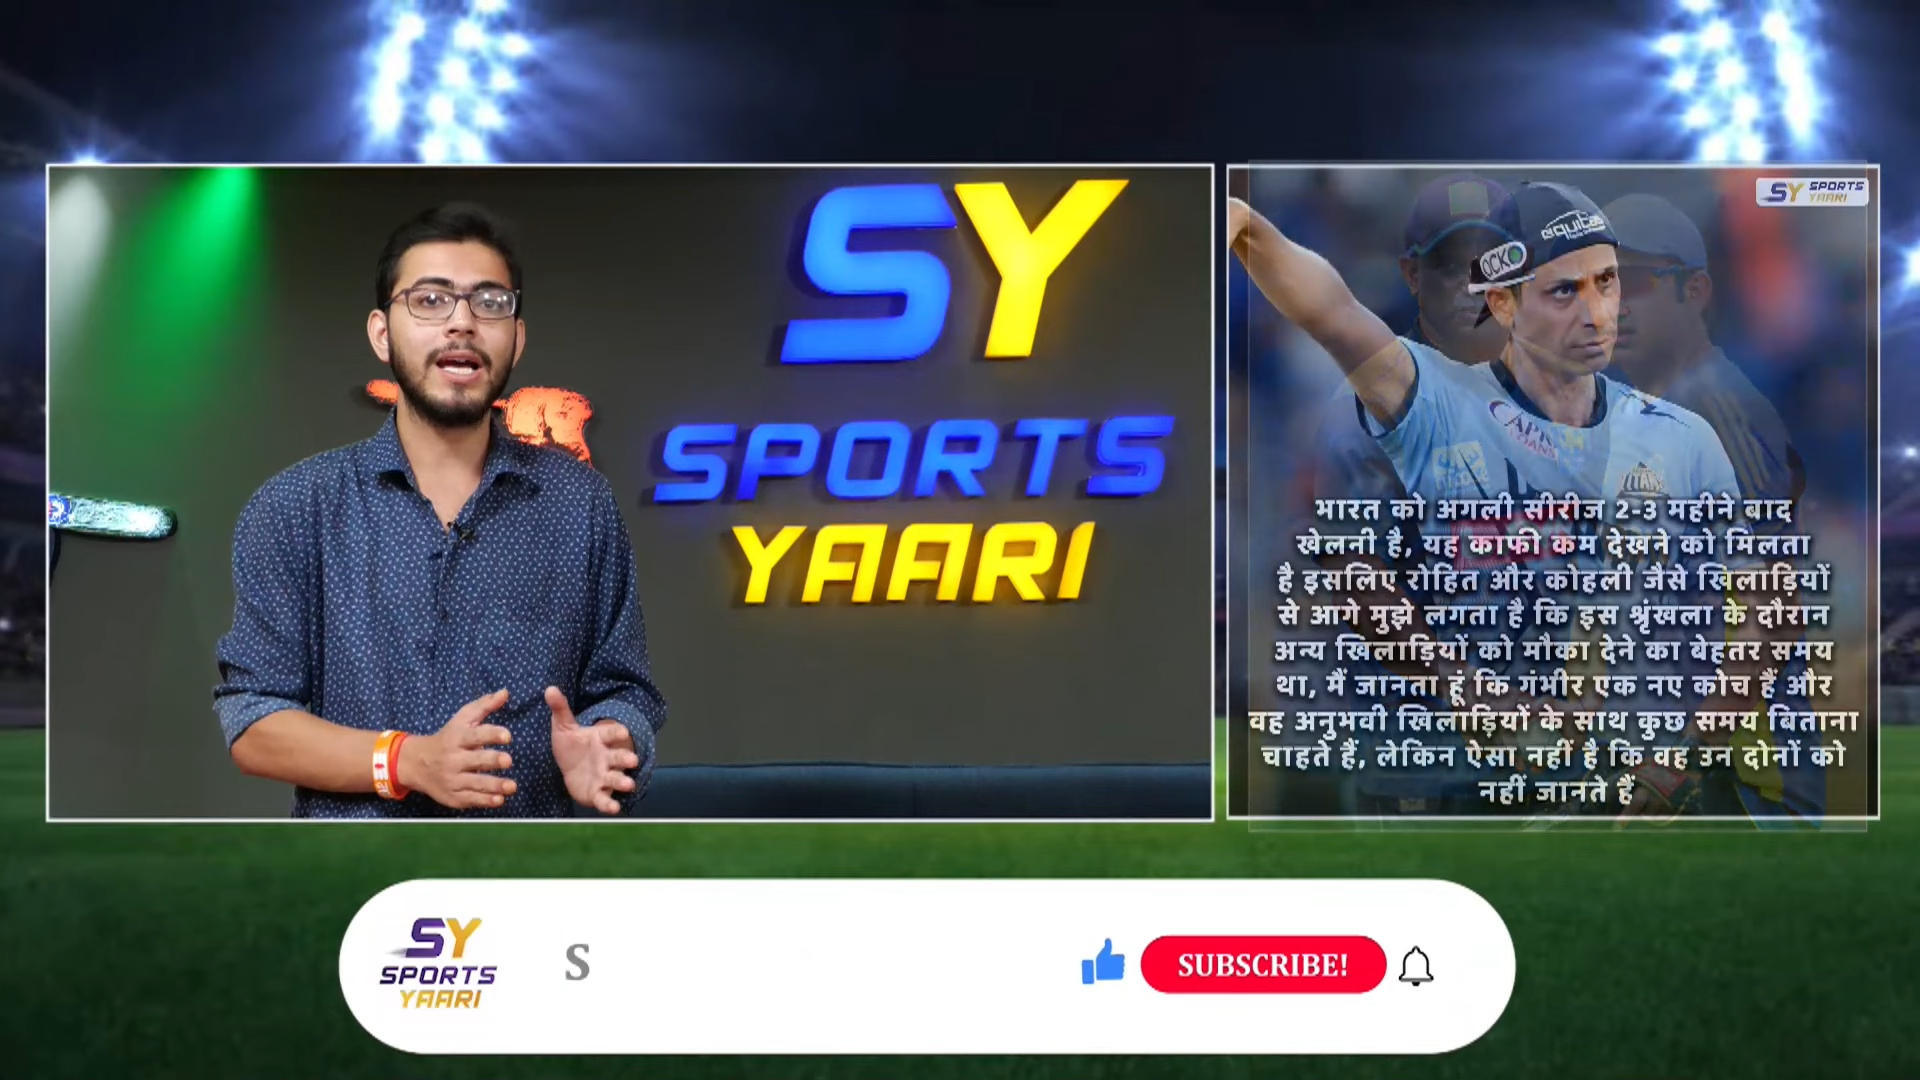 SY
SPORTS
YAARI
SY SPORTS
YAARI
equitas
भारत को अगली सीरीज 2-3 महीने बाद
खेलनी है, यह काफी कम देखने को मिलता
है इसलिए रोहित और कोहली जैसे खिलाड़ियों
से आगे मुझे लगता है कि इस श्रृंखला के दौरान
अन्य खिलाड़ियों को मौका देने का बेहतर समय
था, मैं जानता हूं कि गंभीर एक नए कोच हैं और
वह अनुभवी खिलाड़ियों के साथ कुछ समय बिताना
चाहते हैं, लेकिन ऐसा नहीं है कि वह उन दोनों को
नहीं जानते हैं
SY
SPORTS
YAARI
S
SUBSCRIBE!